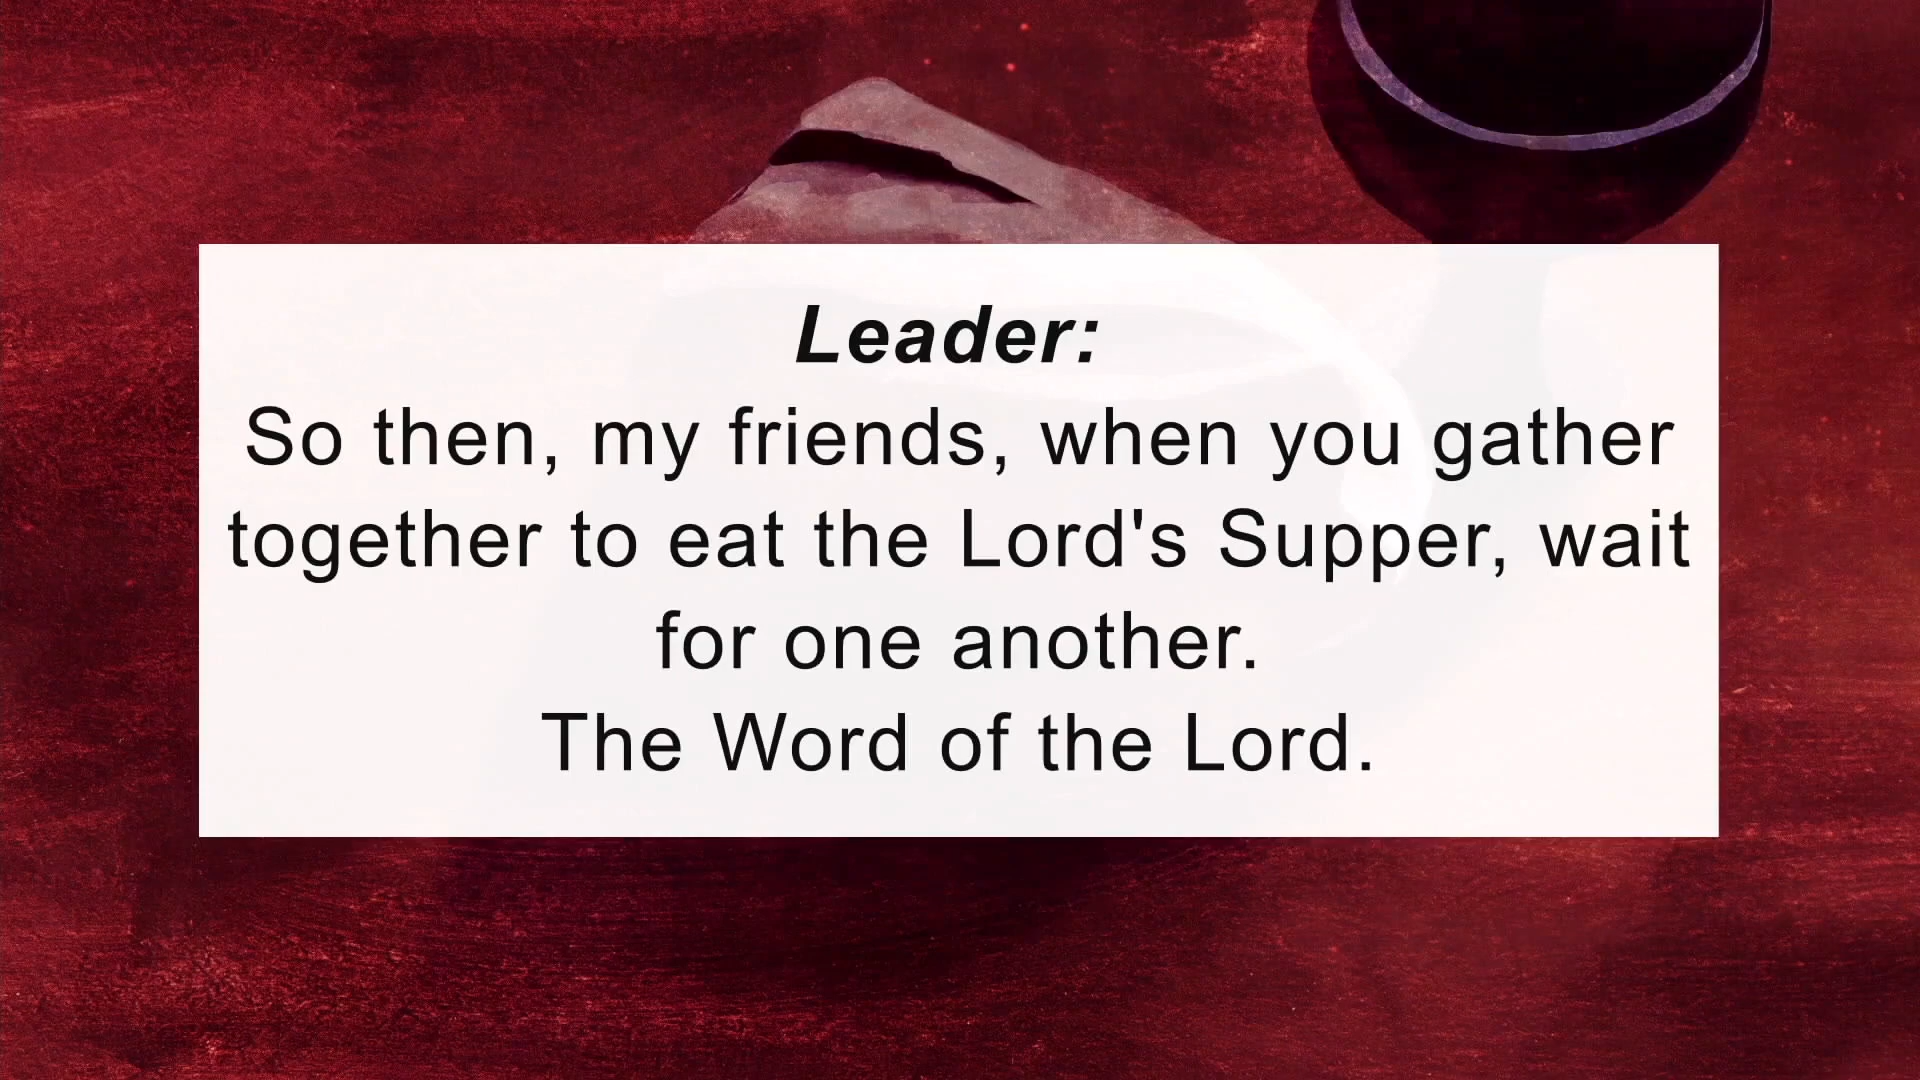 Leader:
So then, my friends, when you gather
together to eat the Lord's Supper, wait
for one another.
The Word of the Lord.